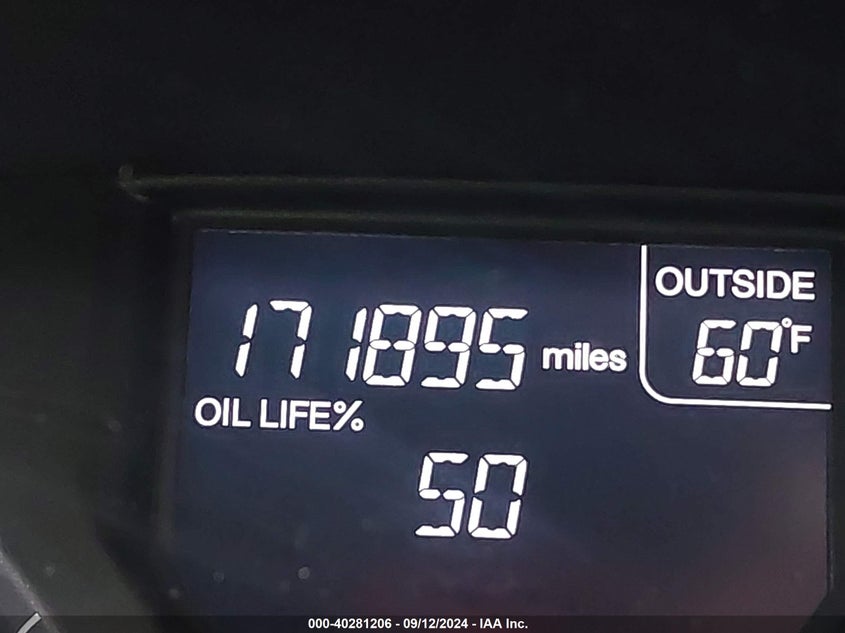 OUTSIDE
171895 miles
60°F
OIL LIFE%
50
000-40281206 - 09/12/2024 - IAA Inc.